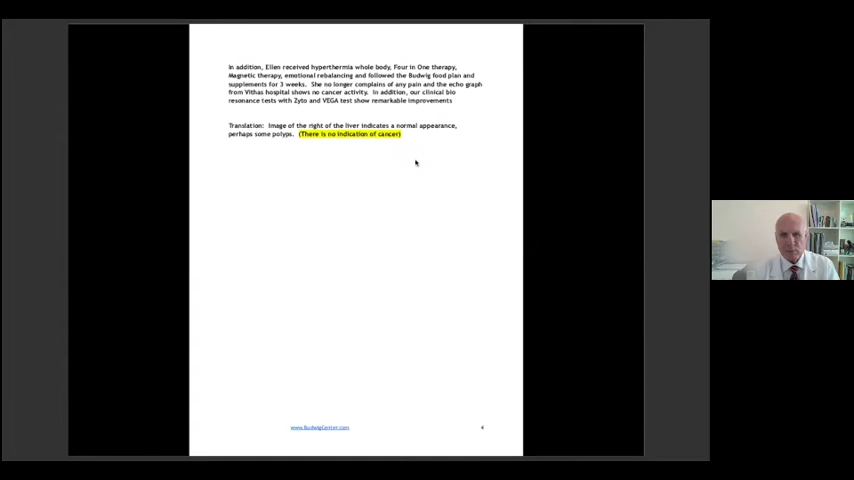 In addition, Ellen received hyperthermia whole body, Four in One therapy,
Magnetic therapy, emotional rebalancing and followed the Budwig food plan and
supplements for 3 weeks. She no longer complains of any pain and the echo graph
from Vithas hospital shows no cancer activity. In addition, our clinical bio
resonance tests with Zyto and VEGA test show remarkable improvements
Translation: Image of the right of the liver indicates a normal appearance,
perhaps some polyps. (There is no indication of cancer)
www.BudwigCenter.com
4